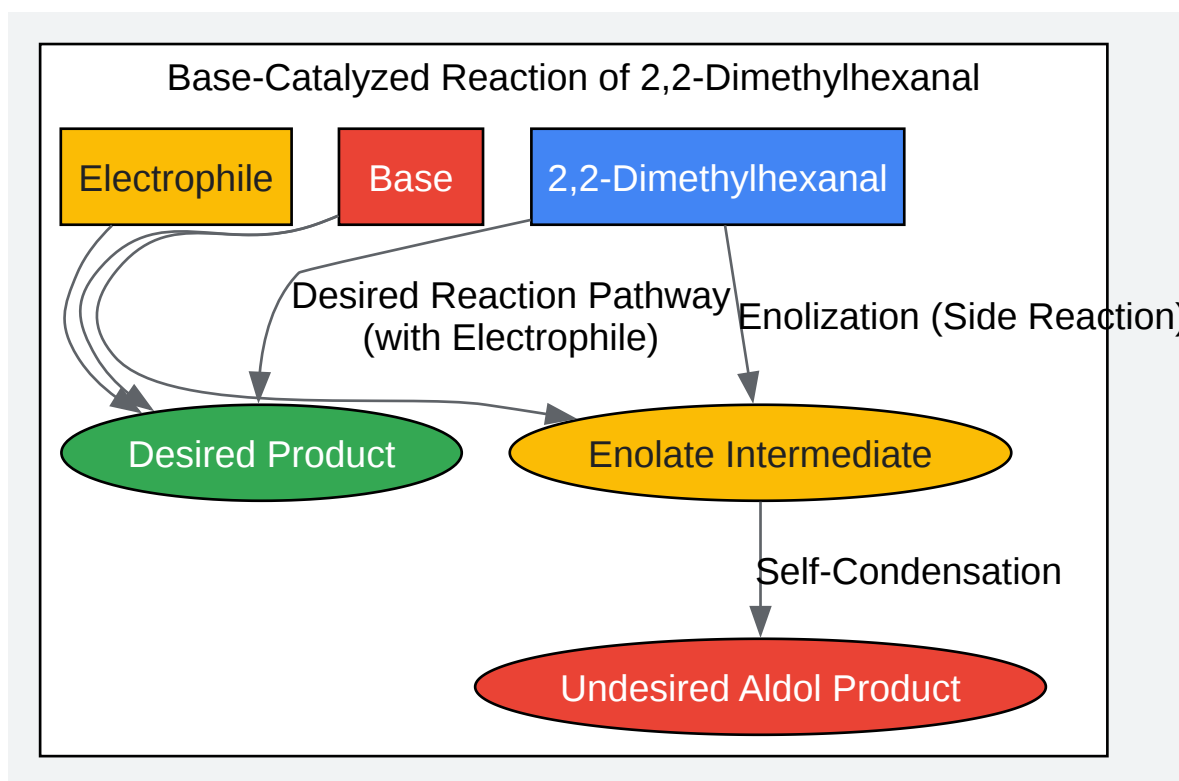 Base-Catalyzed Reaction of 2,2-Dimethylhexanal
Electrophile
Base
2,2-Dimethylhexanal
Desired Reaction Pathway
(with Electrophile)
Enolization (Side Reaction)
Desired Product
Enolate Intermediate
Self-Condensation
Undesired Aldol Product